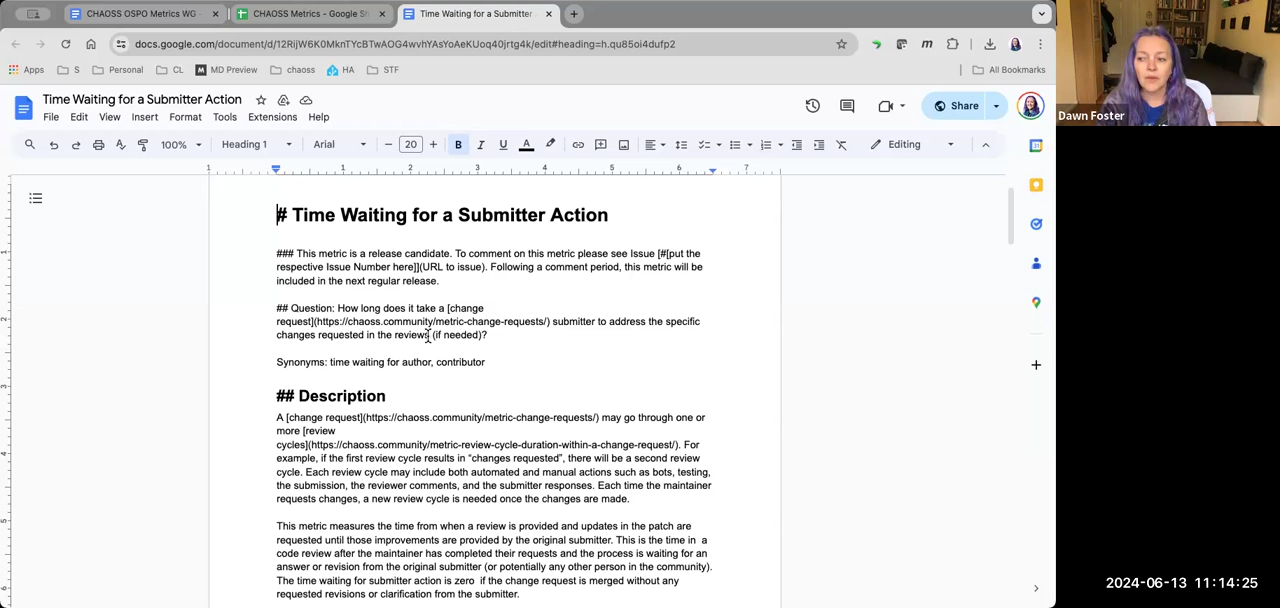 CHAOSS OSPO Metrics WG -
CHAOSS Metrics - Google Sh
Time Waiting for a Submitter
docs.google.com/document/d/12RijW6K0MknTYcBTwAOG4wvhYAsYoAeKUoq40jrtg4k/edit#heading=h.qu85oi4dufp2
Apps
S
Personal
CL
MD Preview
chaoss
HA
STF
All Bookmarks
Time Waiting for a Submitter Action
File Edit View Insert Format Tools Extensions Help
Share
100%
Heading 1
Arial
20
Editing
1 1 2 3 4 5 6 7
# Time Waiting for a Submitter Action
### This metric is a release candidate. To comment on this metric please see Issue [#[put the
respective Issue Number here]](URL to issue). Following a comment period, this metric will be
included in the next regular release.
## Question: How long does it take a [change
request](https://chaoss.community/metric-change-requests/) submitter to address the specific
changes requested in the reviews (if needed)?
Synonyms: time waiting for author, contributor
## Description
A [change request](https://chaoss.community/metric-change-requests/) may go through one or
more [review
cycles](https://chaoss.community/metric-review-cycle-duration-within-a-change-request/). For
example, if the first review cycle results in “changes requested”, there will be a second review
cycle. Each review cycle may include both automated and manual actions such as bots, testing,
the submission, the reviewer comments, and the submitter responses. Each time the maintainer
requests changes, a new review cycle is needed once the changes are made.
This metric measures the time from when a review is provided and updates in the patch are
requested until those improvements are provided by the original submitter. This is the time in  a
code review after the maintainer has completed their requests and the process is waiting for an
answer or revision from the original submitter (or potentially any other person in the community).
The time waiting for submitter action is zero  if the change request is merged without any
requested revisions or clarification from the submitter.
Dawn Foster
2024-06-13 11:14:25